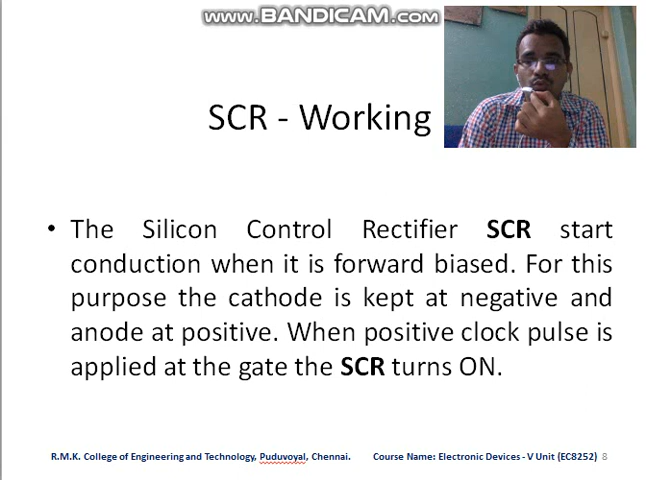 www.BANDICAM.com
SCR - Working
• The Silicon Control Rectifier SCR start
conduction when it is forward biased. For this
purpose the cathode is kept at negative and
anode at positive. When positive clock pulse is
applied at the gate the SCR turns ON.
R.M.K. College of Engineering and Technology, Puduvoyal, Chennai. Course Name: Electronic Devices - V Unit (EC8252) 8